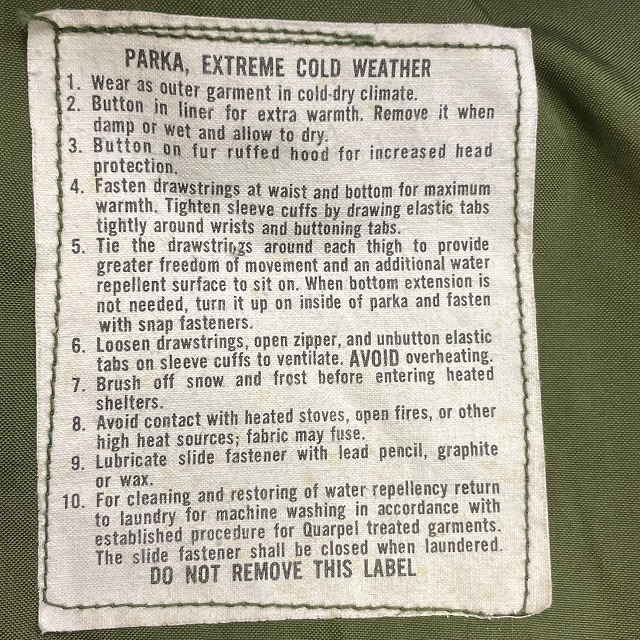 PARKA, EXTREME COLD WEATHER
1. Wear as outer garment in cold-dry climate.
2. Button in liner for extra warmth. Remove it when
damp or wet and allow to dry.
3. Button on fur ruffed hood for increased head
protection.
4. Fasten drawstrings at waist and bottom for maximum
warmth. Tighten sleeve cuffs by drawing elastic tabs
tightly around wrists and buttoning tabs.
5. Tie the drawstrings around each thigh to provide
greater freedom of movement and an additional water
repellent surface to sit on. When bottom extension is
not needed, turn it up on inside of parka and fasten
with snap fasteners.
6. Loosen drawstrings, open zipper, and unbutton elastic
tabs on sleeve cuffs to ventilate. AVOID overheating.
7. Brush off snow and frost before entering heated
shelters.
8. Avoid contact with heated stoves, open fires, or other
high heat sources; fabric may fuse.
9. Lubricate slide fastener with lead pencil, graphite
or wax.
10. For cleaning and restoring of water repellency return
to laundry for machine washing in accordance with
established procedure for Quarpel treated garments.
The slide fastener shall be closed when laundered.
DO NOT REMOVE THIS LABEL